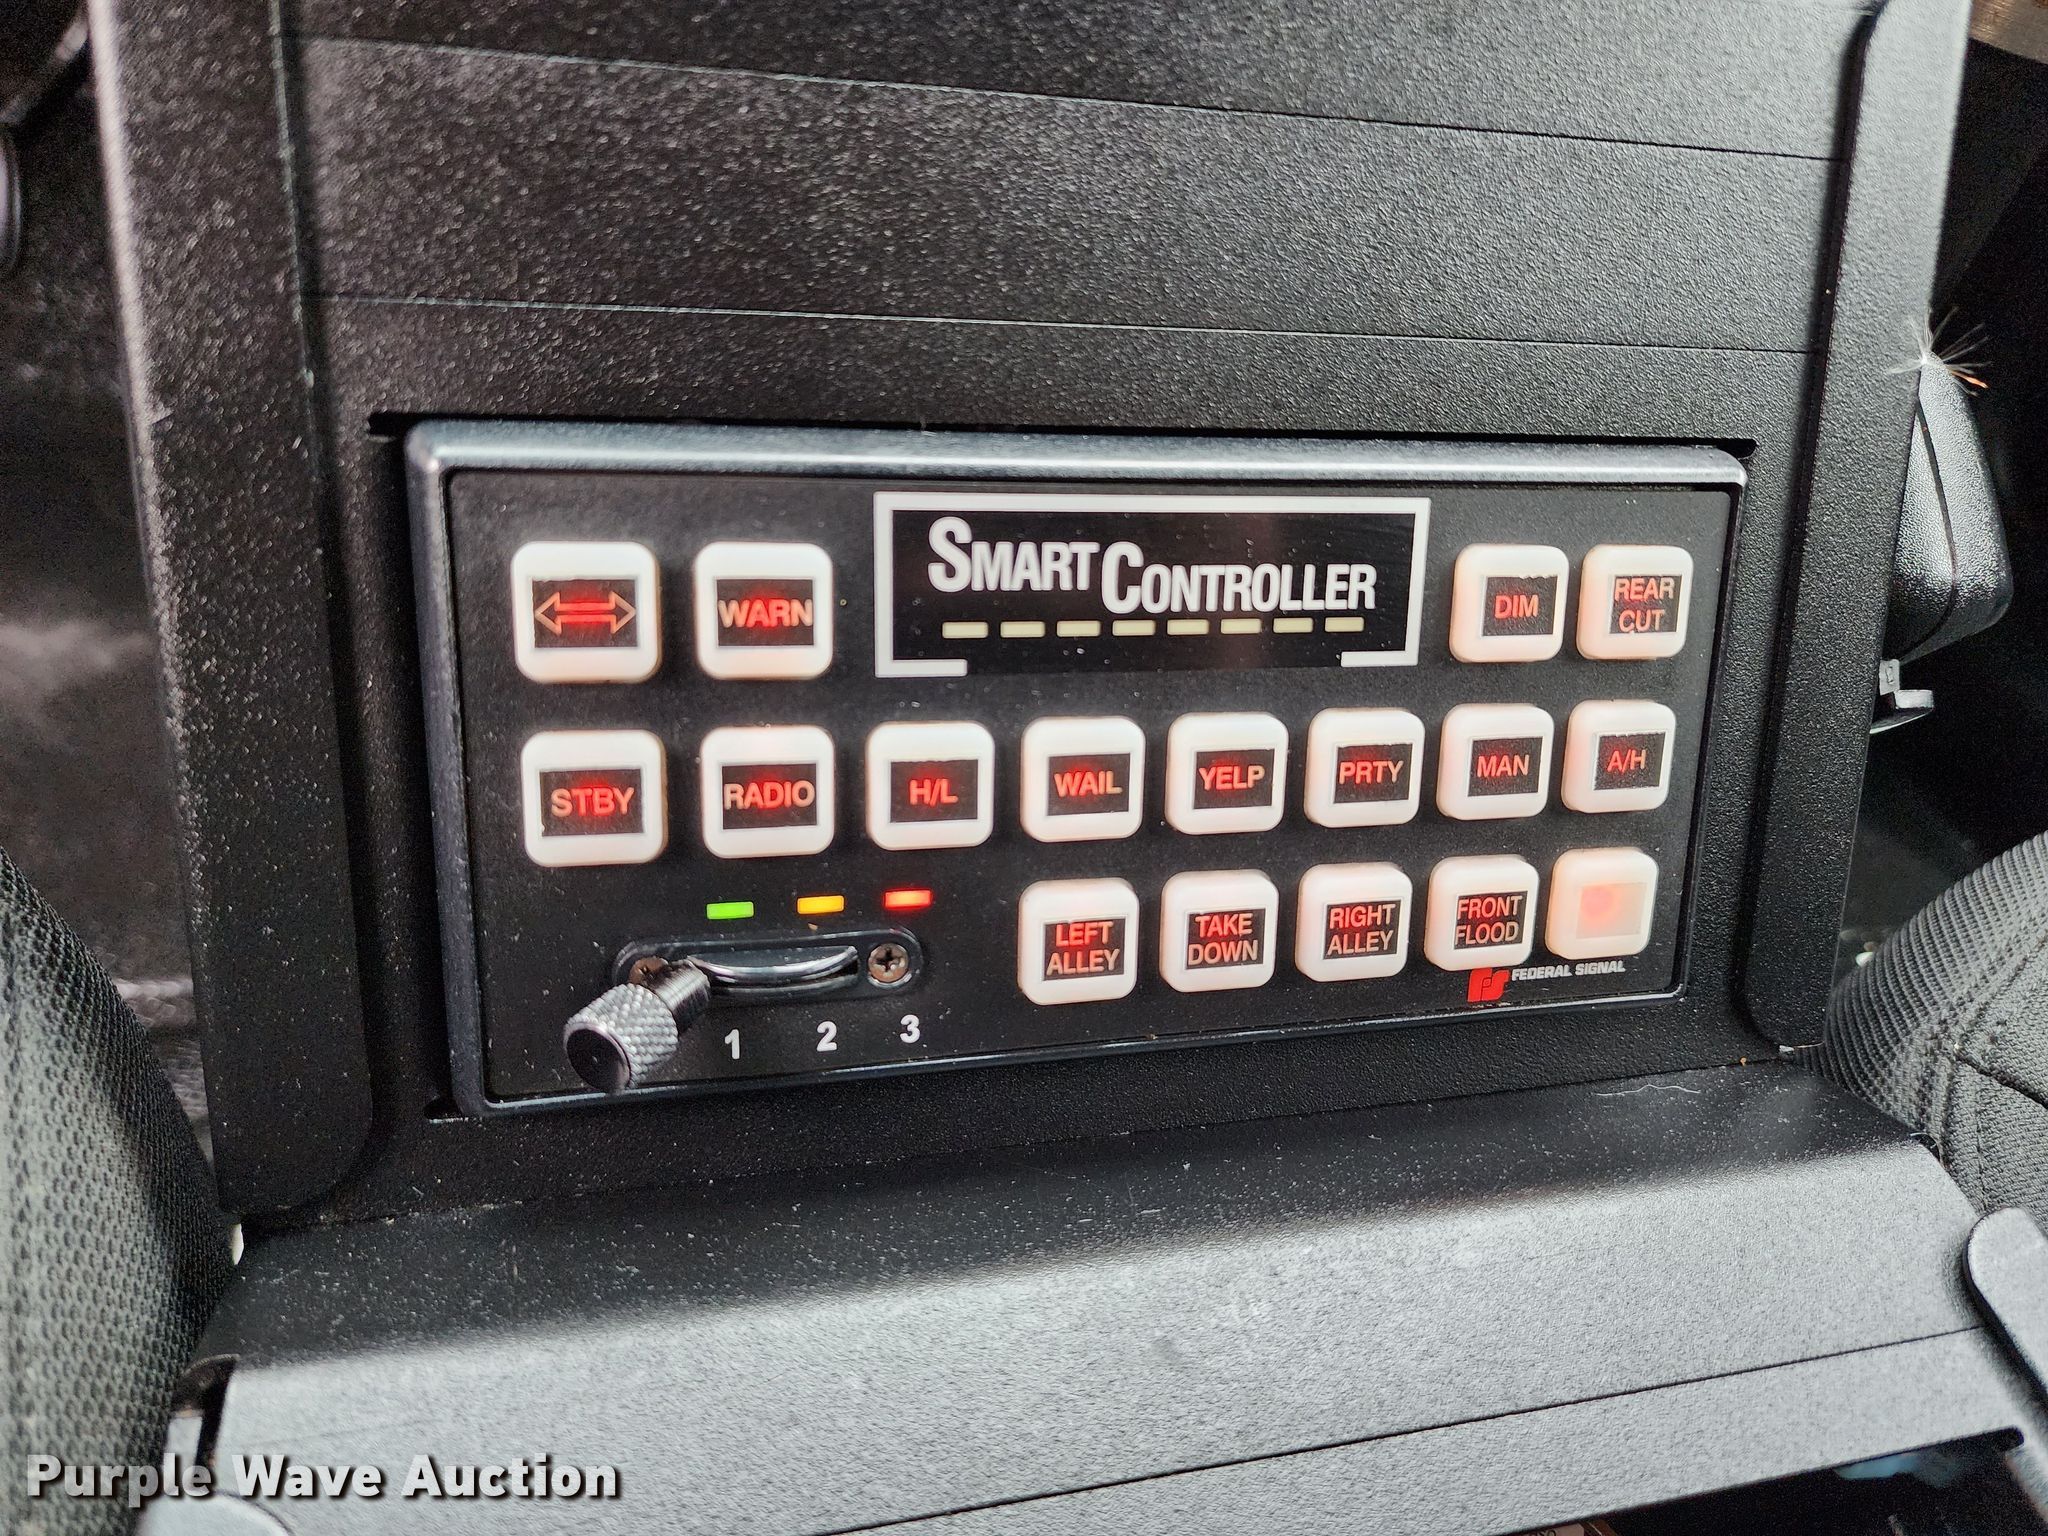 SMART CONTROLLER
WARN
DIM
REAR
CUT
STBY
RADIO
H/L
WAIL
YELP
PRTY
MAN
A/H
LEFT
ALLEY
TAKE
DOWN
RIGHT
ALLEY
FRONT
FLOOD
FS FEDERAL SIGNAL
1 2 3
Purple Wave Auction